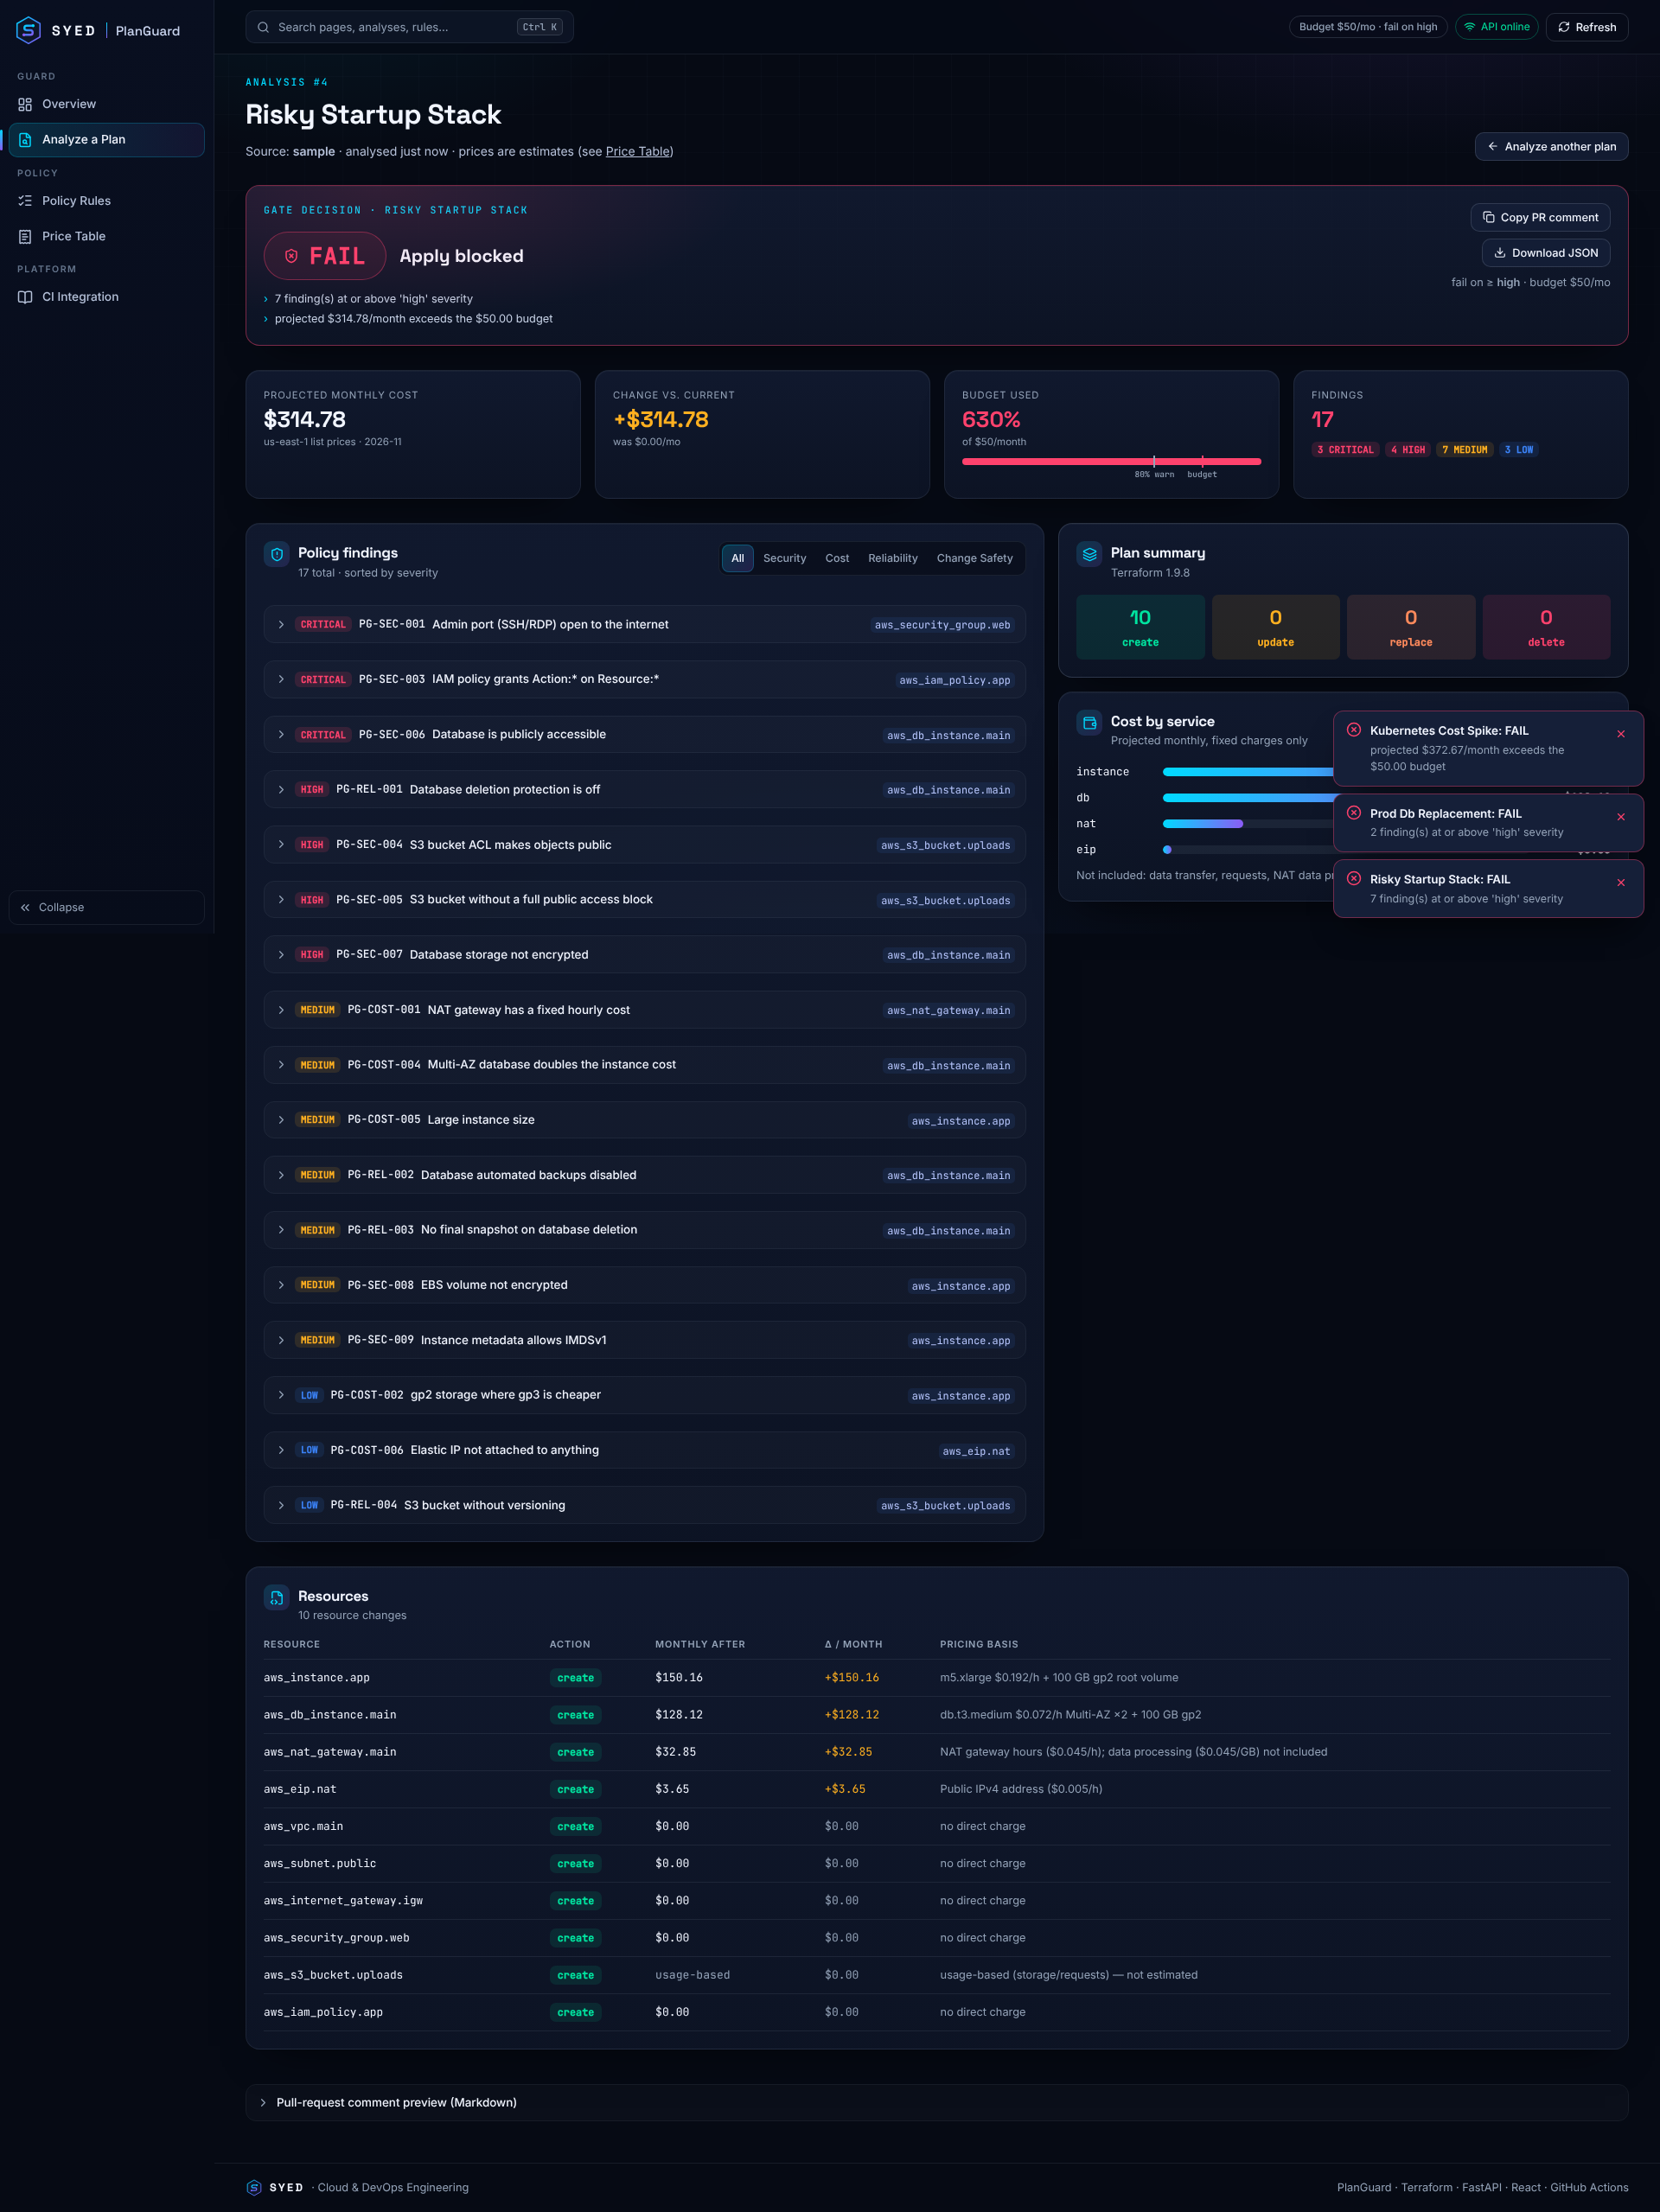 SYED | PlanGuard
Search pages, analyses, rules... Ctrl K
Budget $50/mo · fail on high
API online
Refresh
GUARD
Overview
Analyze a Plan
POLICY
Policy Rules
Price Table
PLATFORM
CI Integration
Collapse
ANALYSIS #4
Risky Startup Stack
Source: sample · analysed just now · prices are estimates (see Price Table)
Analyze another plan
GATE DECISION · RISKY STARTUP STACK
FAIL Apply blocked
› 7 finding(s) at or above 'high' severity
› projected $314.78/month exceeds the $50.00 budget
Copy PR comment
Download JSON
fail on ≥ high · budget $50/mo
PROJECTED MONTHLY COST
$314.78
us-east-1 list prices · 2026-11
CHANGE VS. CURRENT
+$314.78
was $0.00/mo
BUDGET USED
630%
of $50/month
80% warn budget
FINDINGS
17
3 CRITICAL 4 HIGH 7 MEDIUM 3 LOW
Policy findings
17 total · sorted by severity
All Security Cost Reliability Change Safety
CRITICAL PG-SEC-001 Admin port (SSH/RDP) open to the internet aws_security_group.web
CRITICAL PG-SEC-003 IAM policy grants Action:* on Resource:* aws_iam_policy.app
CRITICAL PG-SEC-006 Database is publicly accessible aws_db_instance.main
HIGH PG-REL-001 Database deletion protection is off aws_db_instance.main
HIGH PG-SEC-004 S3 bucket ACL makes objects public aws_s3_bucket.uploads
HIGH PG-SEC-005 S3 bucket without a full public access block aws_s3_bucket.uploads
HIGH PG-SEC-007 Database storage not encrypted aws_db_instance.main
MEDIUM PG-COST-001 NAT gateway has a fixed hourly cost aws_nat_gateway.main
MEDIUM PG-COST-004 Multi-AZ database doubles the instance cost aws_db_instance.main
MEDIUM PG-COST-005 Large instance size aws_instance.app
MEDIUM PG-REL-002 Database automated backups disabled aws_db_instance.main
MEDIUM PG-REL-003 No final snapshot on database deletion aws_db_instance.main
MEDIUM PG-SEC-008 EBS volume not encrypted aws_instance.app
MEDIUM PG-SEC-009 Instance metadata allows IMDSv1 aws_instance.app
LOW PG-COST-002 gp2 storage where gp3 is cheaper aws_instance.app
LOW PG-COST-006 Elastic IP not attached to anything aws_eip.nat
LOW PG-REL-004 S3 bucket without versioning aws_s3_bucket.uploads
Plan summary
Terraform 1.9.8
10 create
0 update
0 replace
0 delete
Cost by service
Projected monthly, fixed charges only
instance
db
nat
eip
Not included: data transfer, requests, NAT data
Kubernetes Cost Spike: FAIL
projected $372.67/month exceeds the
$50.00 budget
Prod Db Replacement: FAIL
2 finding(s) at or above 'high' severity
Risky Startup Stack: FAIL
7 finding(s) at or above 'high' severity
Resources
10 resource changes
RESOURCE ACTION MONTHLY AFTER Δ / MONTH PRICING BASIS
aws_instance.app create $150.16 +$150.16 m5.xlarge $0.192/h + 100 GB gp2 root volume
aws_db_instance.main create $128.12 +$128.12 db.t3.medium $0.072/h Multi-AZ ×2 + 100 GB gp2
aws_nat_gateway.main create $32.85 +$32.85 NAT gateway hours ($0.045/h); data processing ($0.045/GB) not included
aws_eip.nat create $3.65 +$3.65 Public IPv4 address ($0.005/h)
aws_vpc.main create $0.00 $0.00 no direct charge
aws_subnet.public create $0.00 $0.00 no direct charge
aws_internet_gateway.igw create $0.00 $0.00 no direct charge
aws_security_group.web create $0.00 $0.00 no direct charge
aws_s3_bucket.uploads create usage-based $0.00 usage-based (storage/requests) — not estimated
aws_iam_policy.app create $0.00 $0.00 no direct charge
Pull-request comment preview (Markdown)
SYED · Cloud & DevOps Engineering
PlanGuard · Terraform · FastAPI · React · GitHub Actions